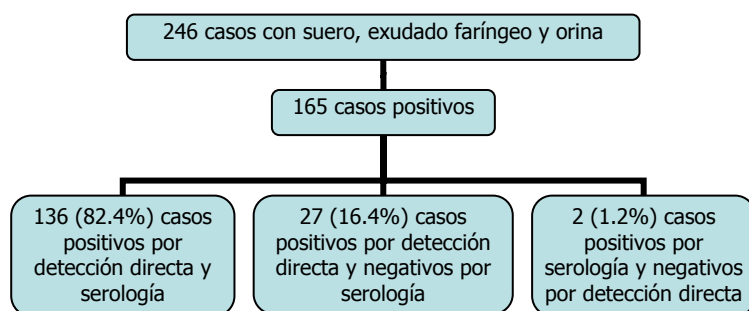 246 casos con suero, exudado faríngeo y orina
165 casos positivos
136 (82.4%) casos
positivos por
detección directa y
serología
27 (16.4%) casos
positivos por detección
directa y negativos por
serología
2 (1.2%) casos
positivos por
serología y negativos
por detección directa